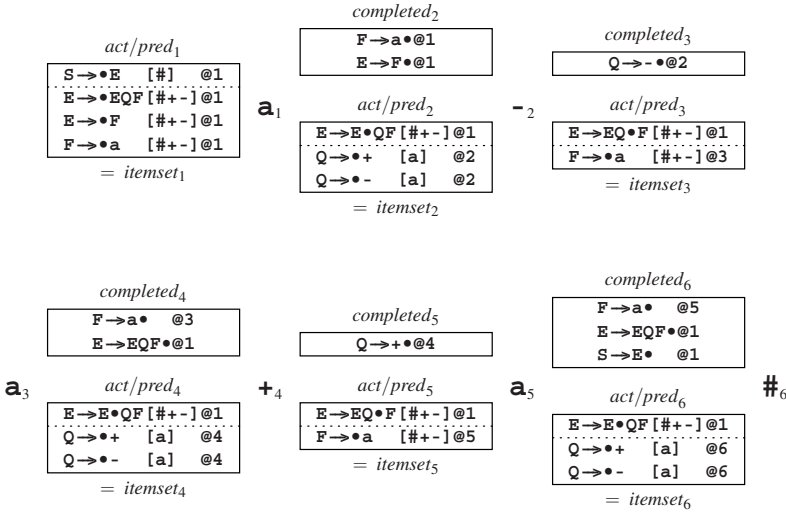 act/pred1
S→•E [#] @1
E→•EQF[#+-]@1
E→•F [#+-]@1
F→•a [#+-]@1
= itemset1
a1
completed2
F→a•@1
E→F•@1
act/pred2
E→E•QF[#+-]@1
Q→•+ [a] @2
Q→•- [a] @2
= itemset2
-2
completed3
Q→-•@2
act/pred3
E→EQ•F[#+-]@1
F→•a [#+-]@3
= itemset3
a3
completed4
F→a• @3
E→EQF•@1
act/pred4
E→E•QF[#+-]@1
Q→•+ [a] @4
Q→•- [a] @4
= itemset4
+4
completed5
Q→+•@4
act/pred5
E→EQ•F[#+-]@1
F→•a [#+-]@5
= itemset5
a5
completed6
F→a• @5
E→EQF•@1
S→E• @1
act/pred6
E→E•QF[#+-]@1
Q→•+ [a] @6
Q→•- [a] @6
= itemset6
#6